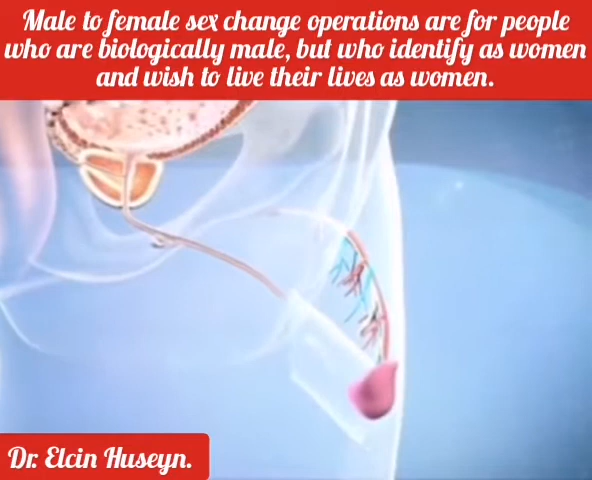 Male to female sex change operations are for people
who are biologically male, but who identify as women
and wish to live their lives as women.
Dr. Elcin Huseyn.